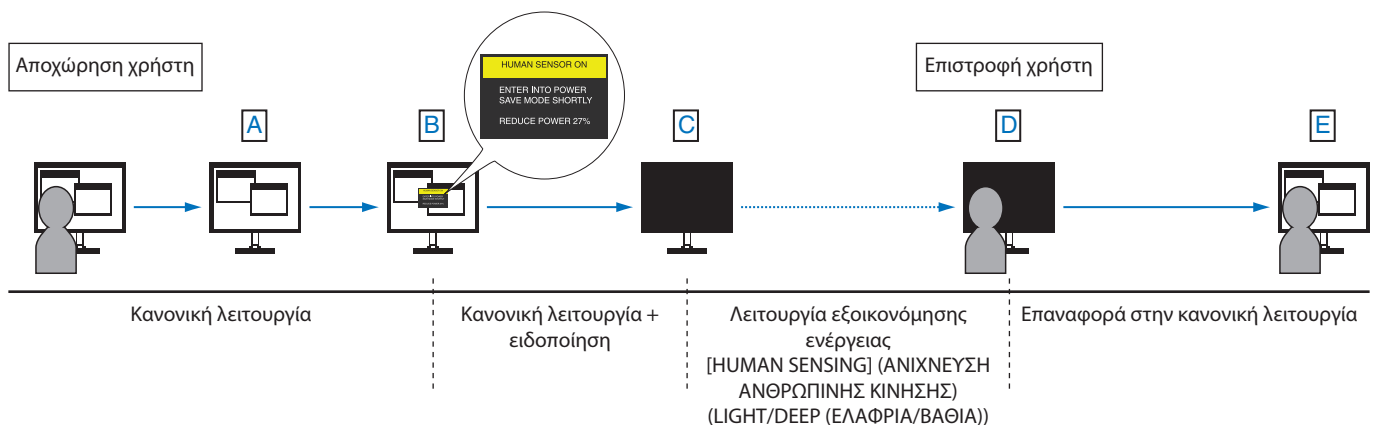 Αποχώρηση χρήστη
HUMAN SENSOR ON
ENTER INTO POWER
SAVE MODE SHORTLY
REDUCE POWER 27%
Επιστροφή χρήστη
A
B
C
D
E
Κανονική λειτουργία
Κανονική λειτουργία +
ειδοποίηση
Λειτουργία εξοικονόμησης
ενέργειας
[HUMAN SENSING] (ΑΝΙΧΝΕΥΣΗ
ΑΝΘΡΩΠΙΝΗΣ ΚΙΝΗΣΗΣ)
(LIGHT/DEEP (ΕΛΑΦΡΙΑ/ΒΑΘΙΑ))
Επαναφορά στην κανονική λειτουργία